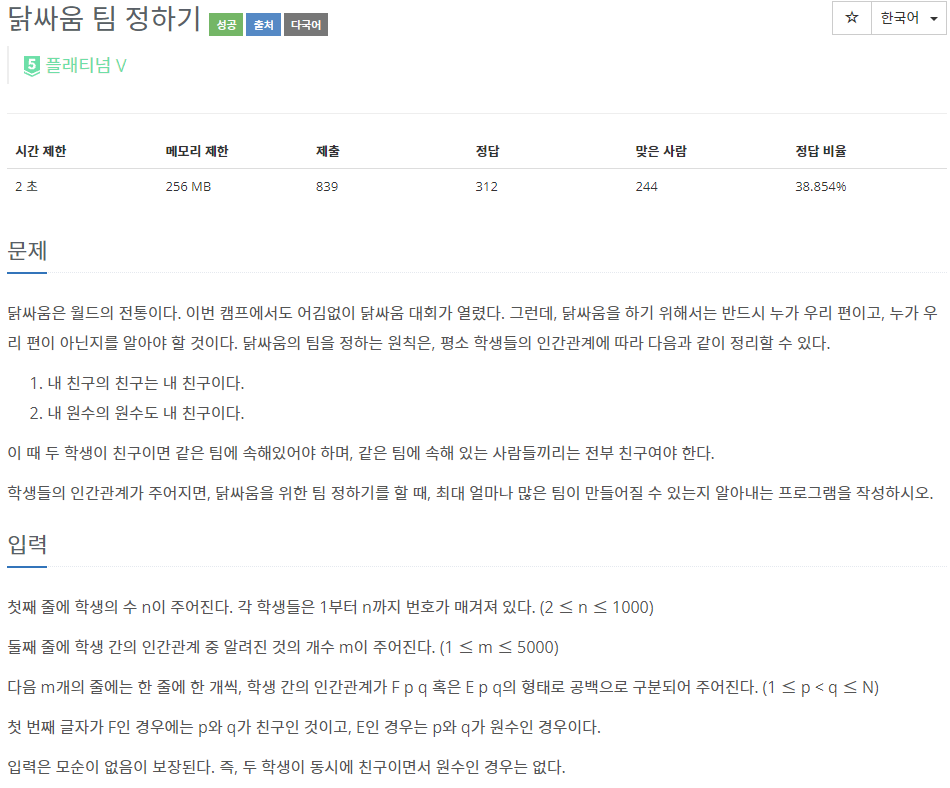 닭싸움 팀 정하기 성공 출처 다국어
☆ 한국어
5 플래티넘 V
시간 제한 메모리 제한 제출 정답 맞은 사람 정답 비율
2 초 256 MB 839 312 244 38.854%
문제
닭싸움은 월드의 전통이다. 이번 캠프에서도 어김없이 닭싸움 대회가 열렸다. 그런데, 닭싸움을 하기 위해서는 반드시 누가 우리 편이고, 누가 우
리 편이 아닌지를 알아야 할 것이다. 닭싸움의 팀을 정하는 원칙은, 평소 학생들의 인간관계에 따라 다음과 같이 정리할 수 있다.
1. 내 친구의 친구는 내 친구이다.
2. 내 원수의 원수도 내 친구이다.
이 때 두 학생이 친구이면 같은 팀에 속해있어야 하며, 같은 팀에 속해 있는 사람들끼리는 전부 친구여야 한다.
학생들의 인간관계가 주어지면, 닭싸움을 위한 팀 정하기를 할 때, 최대 얼마나 많은 팀이 만들어질 수 있는지 알아내는 프로그램을 작성하시오.
입력
첫째 줄에 학생의 수 n이 주어진다. 각 학생들은 1부터 n까지 번호가 매겨져 있다. (2 ≤ n ≤ 1000)
둘째 줄에 학생 간의 인간관계 중 알려진 것의 개수 m이 주어진다. (1 ≤ m ≤ 5000)
다음 m개의 줄에는 한 줄에 한 개씩, 학생 간의 인간관계가 F p q 혹은 E p q의 형태로 공백으로 구분되어 주어진다. (1 ≤ p < q ≤ N)
첫 번째 글자가 F인 경우에는 p와 q가 친구인 것이고, E인 경우는 p와 q가 원수인 경우이다.
입력은 모순이 없음이 보장된다. 즉, 두 학생이 동시에 친구이면서 원수인 경우는 없다.